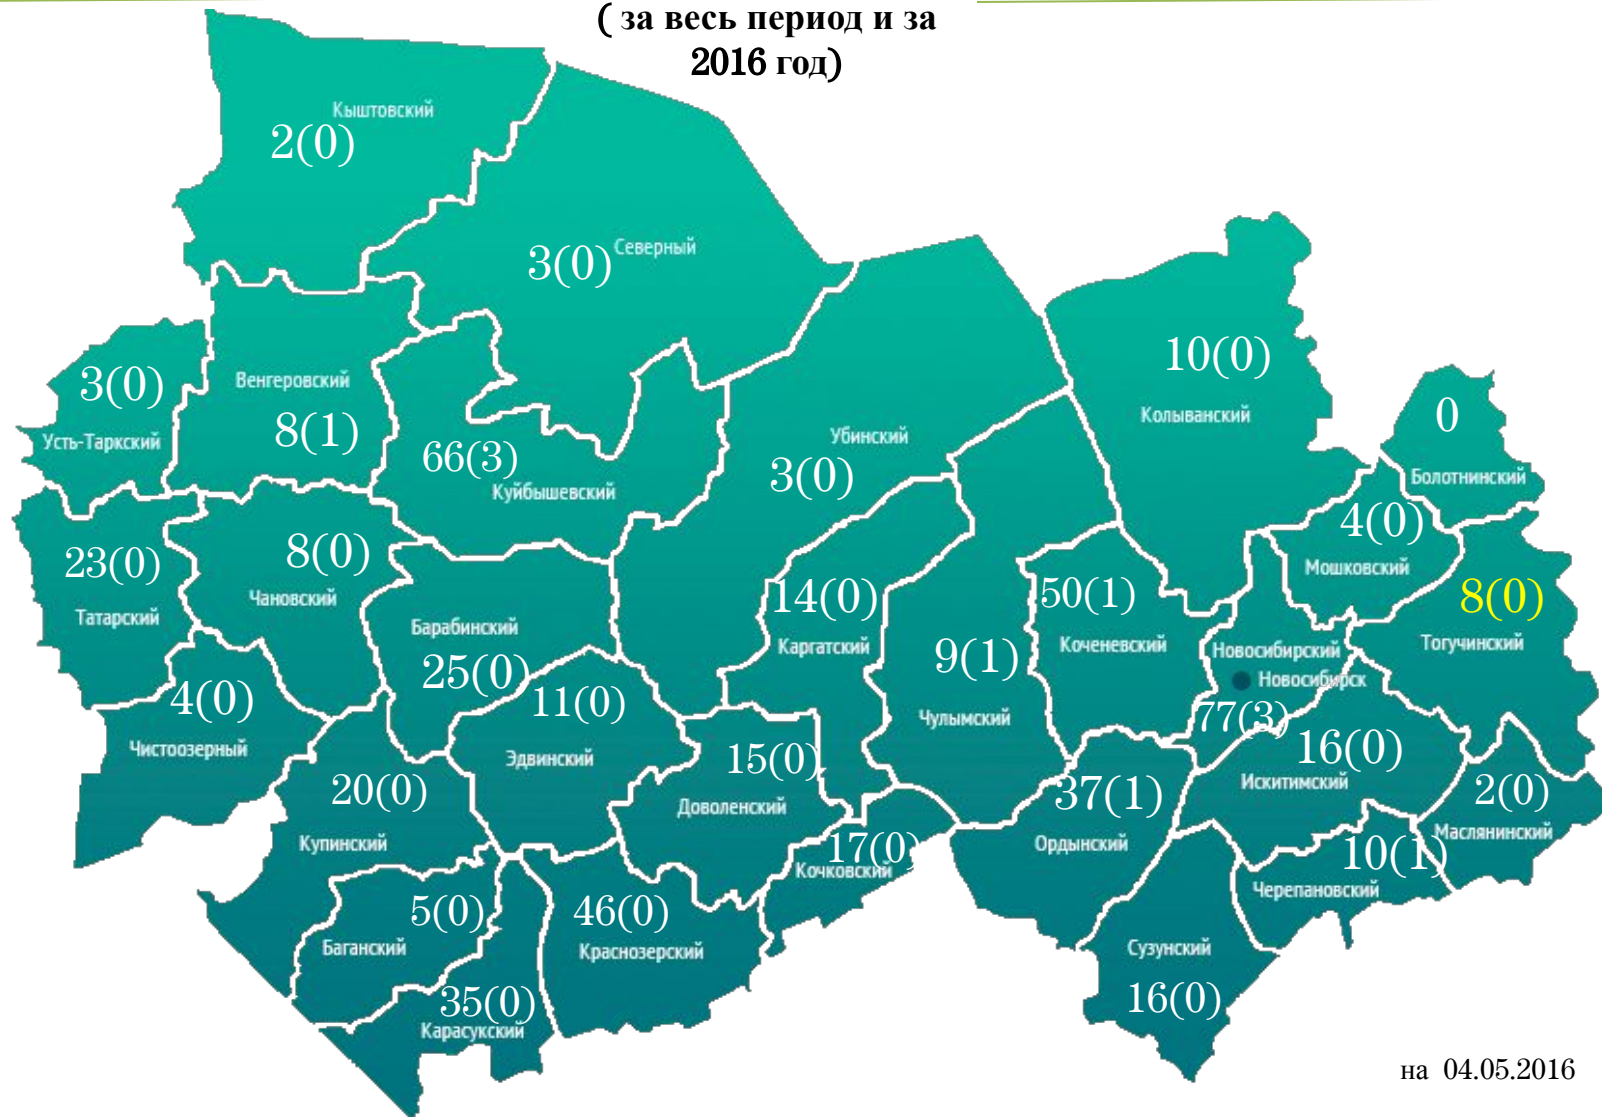 ( за весь период и за
2016 год)
Кыштовский
2(0)
Северный
3(0)
10(0)
Колыванский
Венгеровский
8(1)
3(0)
Усть-Таркский
0
Болотнинский
Убинский
3(0)
66(3)
Куйбышевский
4(0)
Мошковский
23(0)
Татарский
8(0)
Чановский
14(0)
Каргатский
50(1)
Коченевский
8(0)
Тогучинский
Барабинский
25(0)
9(1)
Чулымский
Новосибирский
Новосибирск
77(3)
4(0)
Чистоозерный
11(0)
Эдвинский
15(0)
Доволенский
16(0)
Искитимский
20(0)
Купинский
37(1)
Ордынский
2(0)
Маслянинский
17(0)
Кочковский
10(1)
Черепановский
5(0)
Баганский
46(0)
Краснозерский
Сузунский
16(0)
35(0)
Карасукский
на 04.05.2016